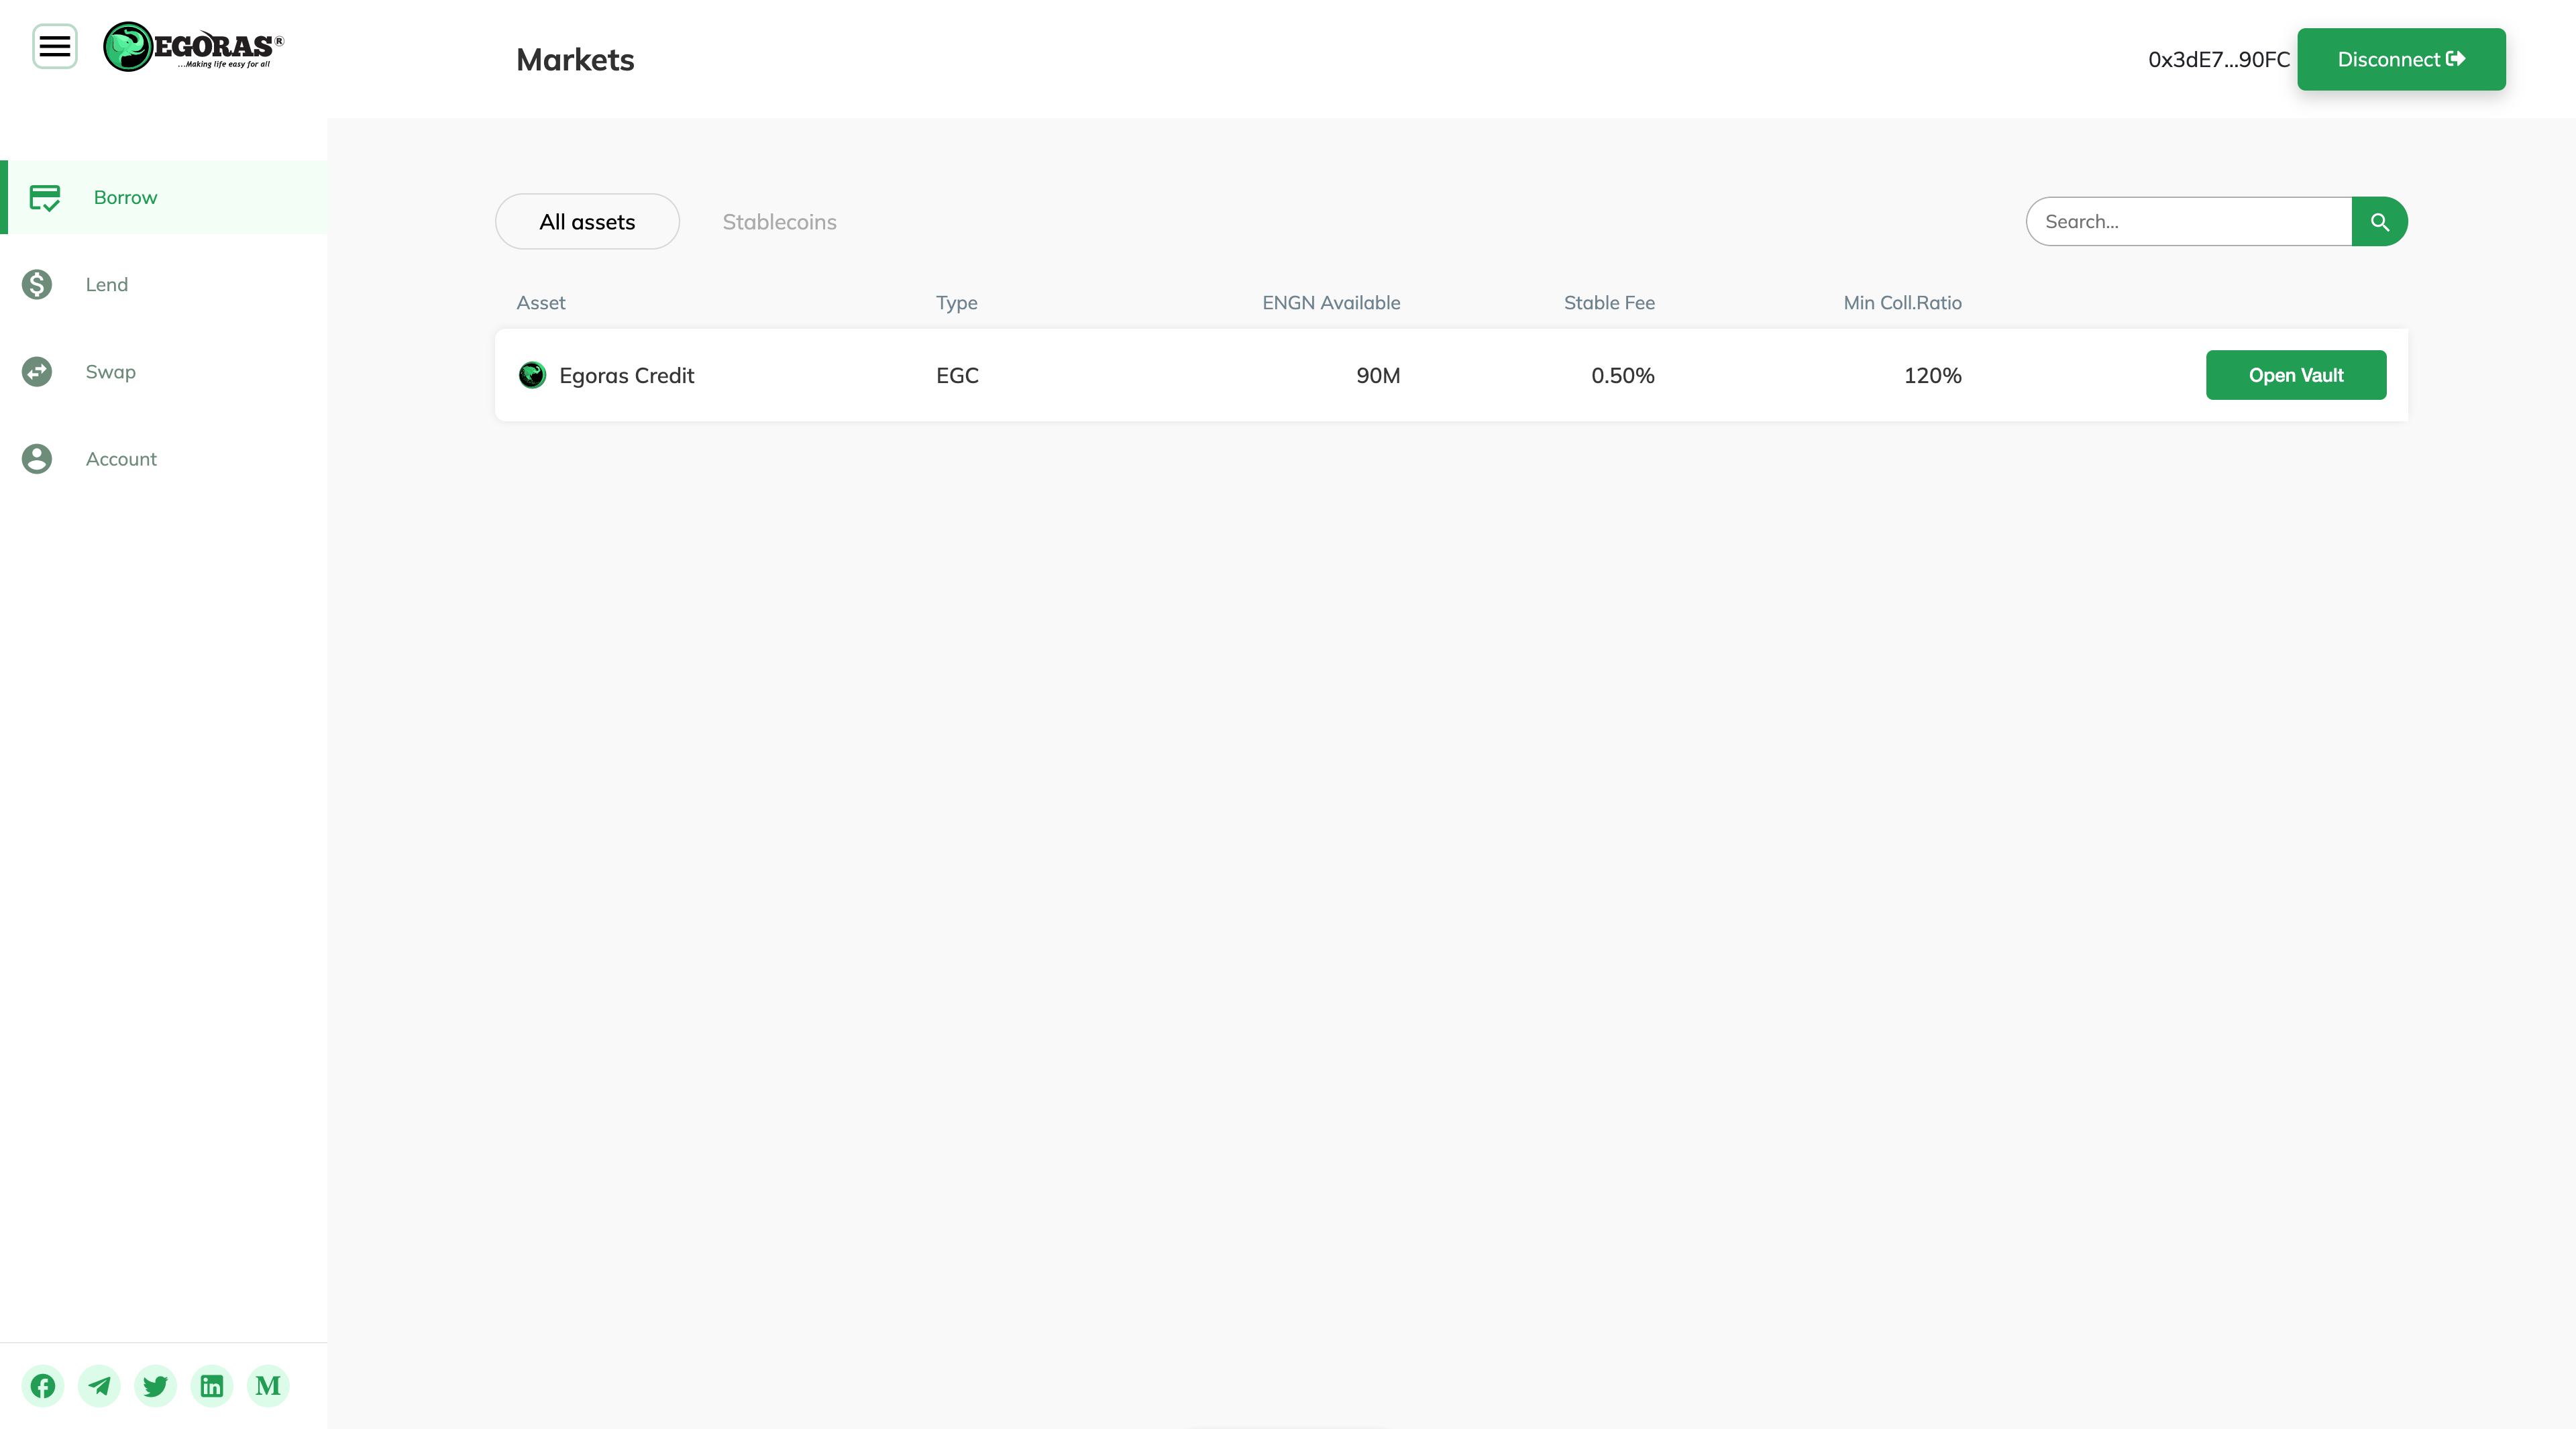 EGORAS®
...Making life easy for all
Markets
0x3dE7...90FC
Disconnect
Borrow
Lend
Swap
Account
All assets
Stablecoins
Search...
Asset Type ENGN Available Stable Fee Min Coll.Ratio
Egoras Credit EGC 90M 0.50% 120% Open Vault
M